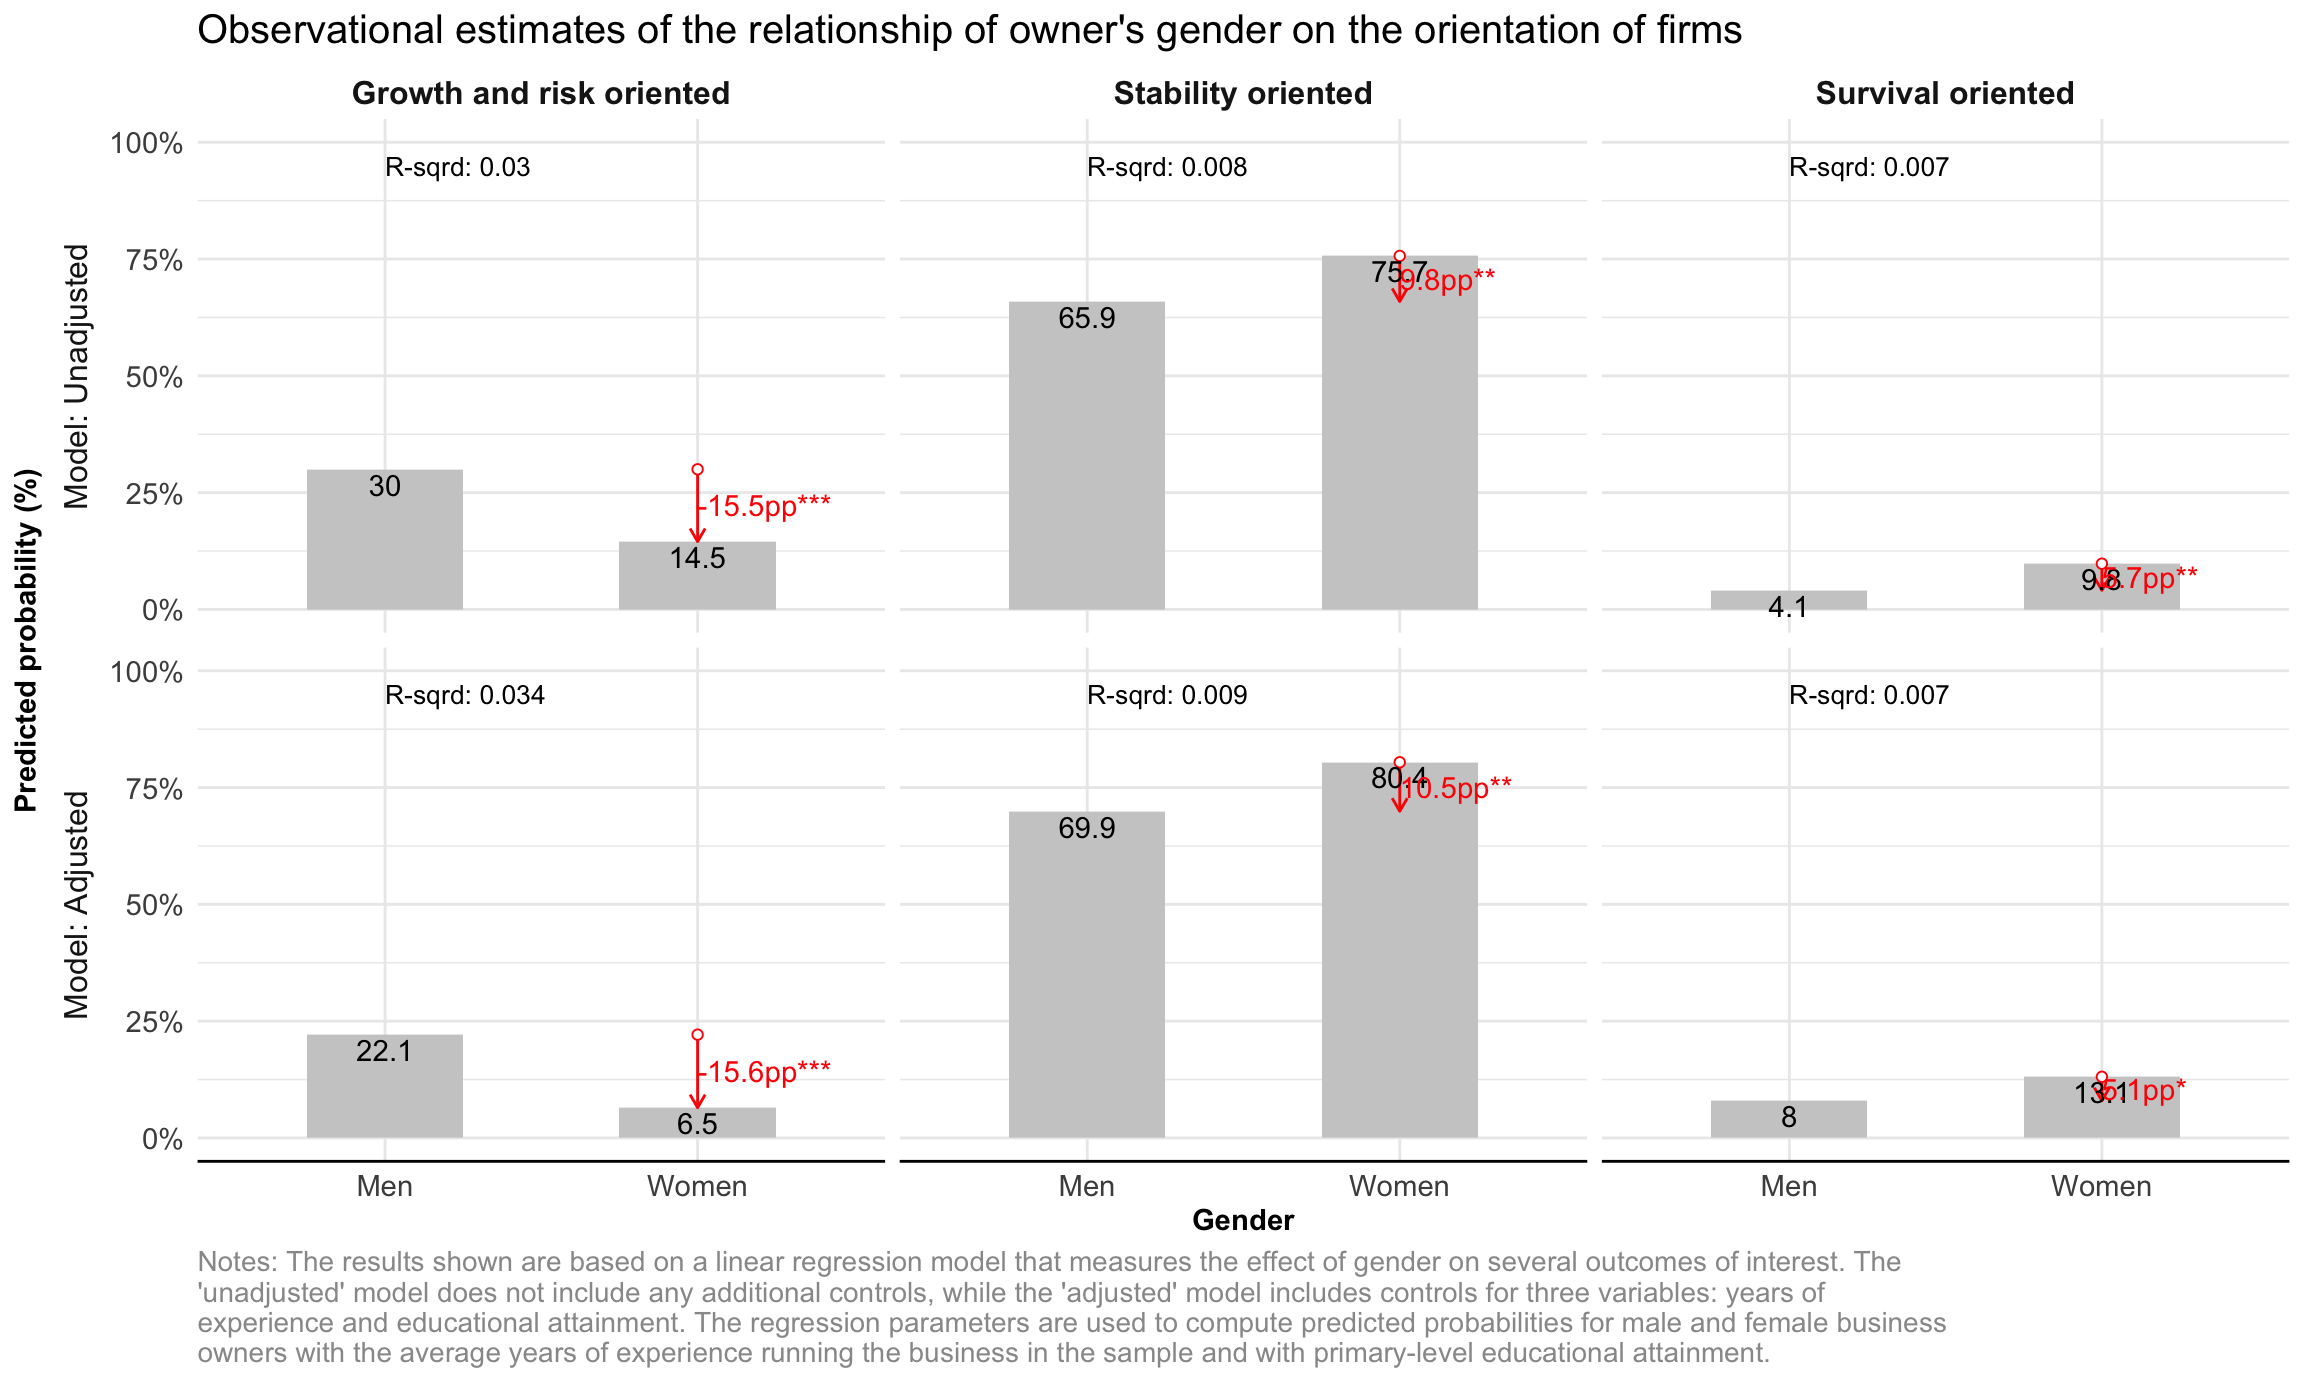 Observational estimates of the relationship of owner's gender on the orientation of firms
Growth and risk oriented
Stability oriented
Survival oriented
Predicted probability (%)
Model: Unadjusted
100%
75%
50%
25%
0%
R-sqrd: 0.03
30
-15.5pp***
14.5
R-sqrd: 0.008
65.9
75.7
9.8pp**
R-sqrd: 0.007
4.1
9.8
5.7pp**
Model: Adjusted
100%
75%
50%
25%
0%
R-sqrd: 0.034
22.1
-15.6pp***
6.5
R-sqrd: 0.009
69.9
80.4
10.5pp**
R-sqrd: 0.007
8
13.1
5.1pp*
Men
Women
Men
Women
Men
Women
Gender
Notes: The results shown are based on a linear regression model that measures the effect of gender on several outcomes of interest. The
'unadjusted' model does not include any additional controls, while the 'adjusted' model includes controls for three variables: years of
experience and educational attainment. The regression parameters are used to compute predicted probabilities for male and female business
owners with the average years of experience running the business in the sample and with primary-level educational attainment.